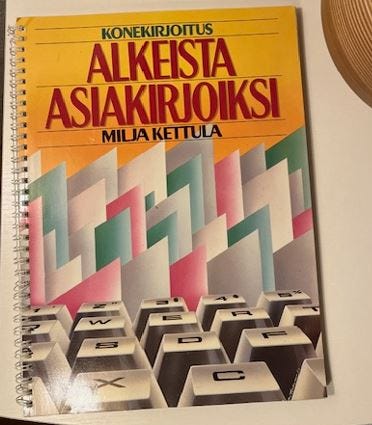 KONEKIRJOITUS
ALKEISTA
ASIAKIRJOIKSI
MILJA KETTULA
W E R
S D F
X C